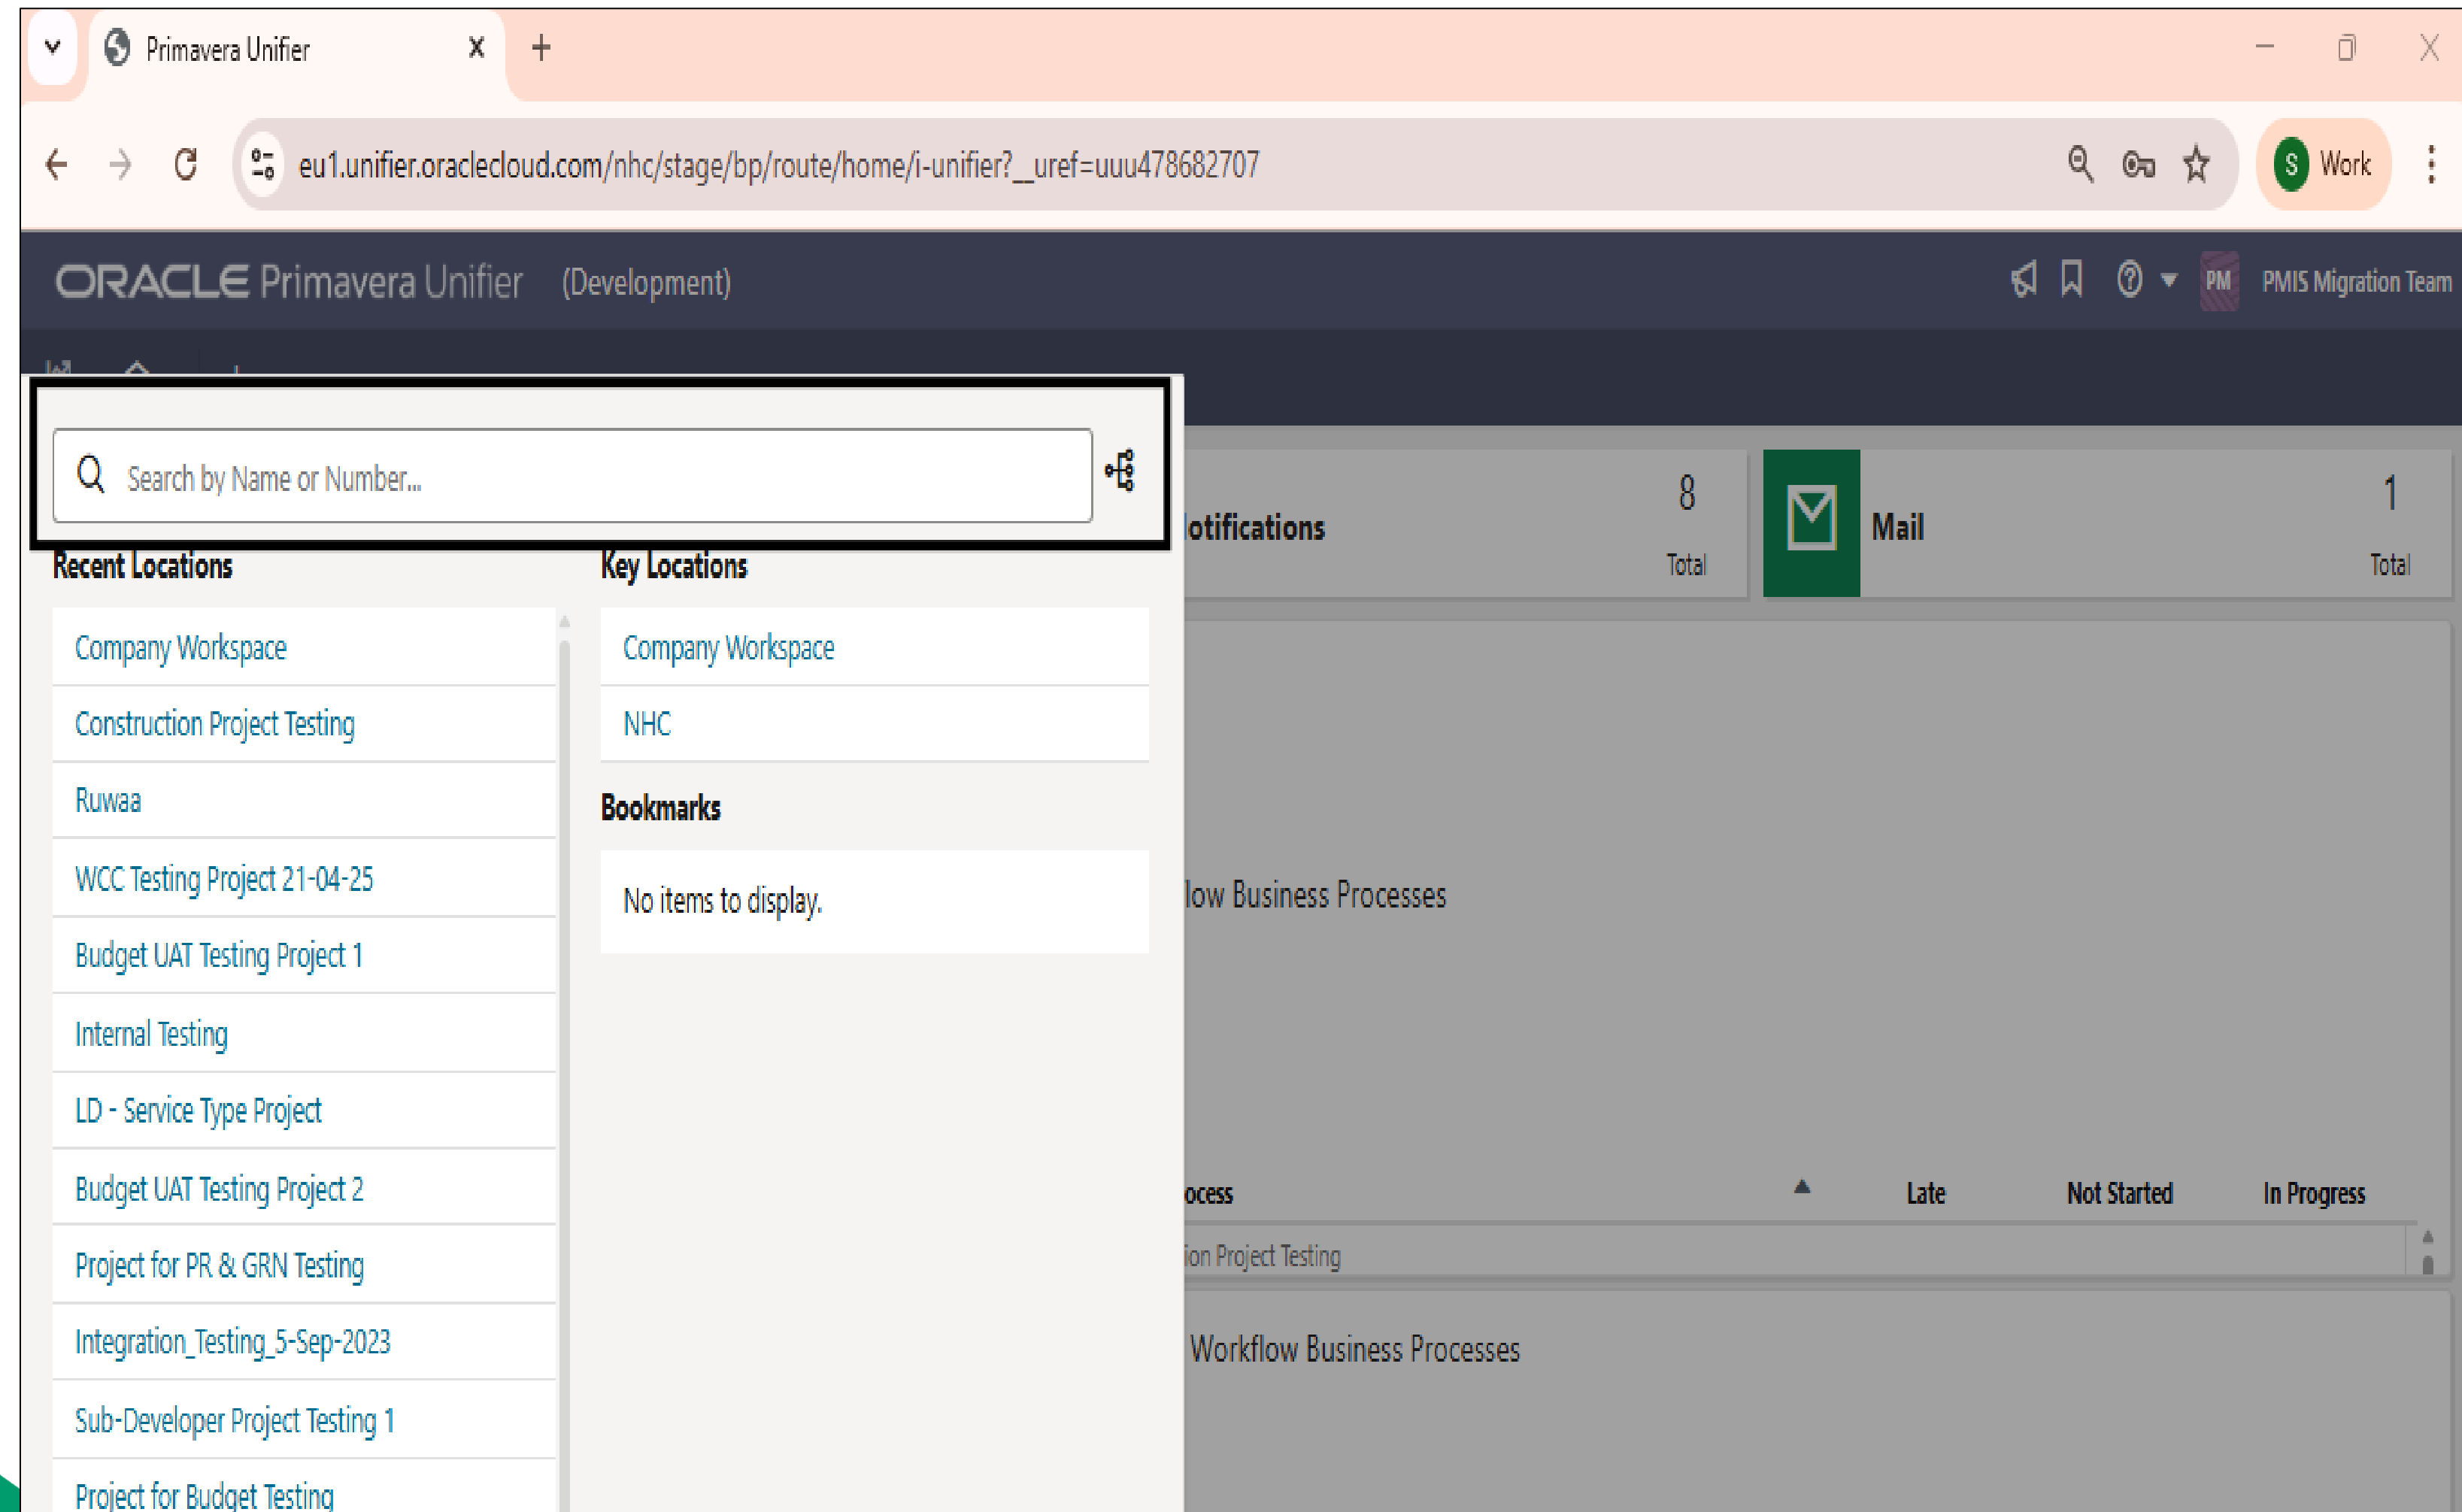 Primavera Unifier
eu1.unifier.oraclecloud.com/nhc/stage/bp/route/home/i-unifier?__uref=uuu478682707
S Work
ORACLE Primavera Unifier (Development)
PM PMIS Migration Team
Search by Name or Number...
Recent Locations
Company Workspace
Construction Project Testing
Ruwaa
WCC Testing Project 21-04-25
Budget UAT Testing Project 1
Internal Testing
LD - Service Type Project
Budget UAT Testing Project 2
Project for PR & GRN Testing
Integration_Testing_5-Sep-2023
Sub-Developer Project Testing 1
Project for Budget Testing
Key Locations
Company Workspace
NHC
Bookmarks
No items to display.
otifications
8
Total
Mail
1
Total
low Business Processes
ocess Late Not Started In Progress
ion Project Testing
Workflow Business Processes